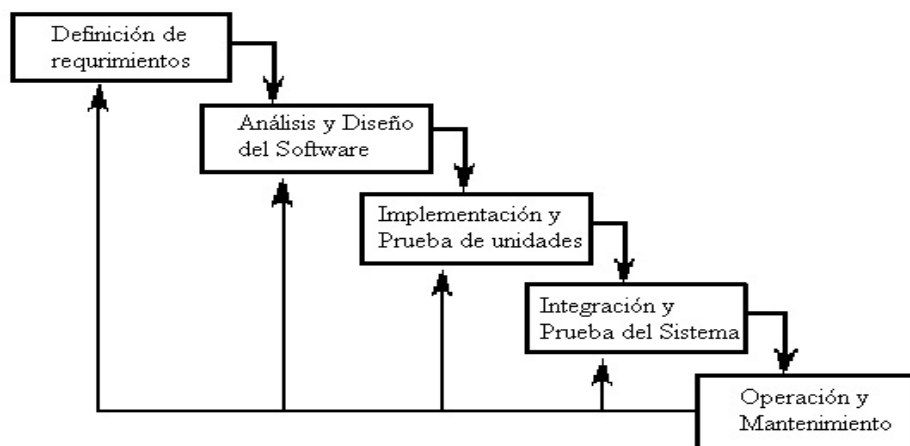 Definición de
requrimientos
Análisis y Diseño
del Software
Implementación y
Prueba de unidades
Integración y
Prueba del Sistema
Operación y
Mantenimiento